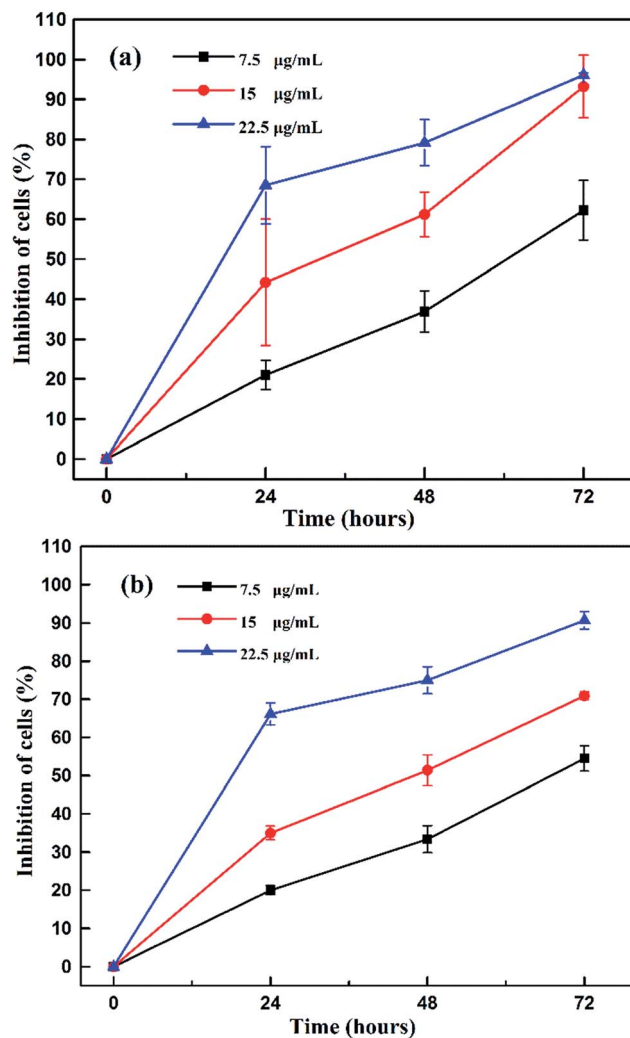 110
100
90
80
70
60
50
40
30
20
10
0
Inhibition of cells (%)
(a)
7.5 μg/mL
15 μg/mL
22.5 μg/mL
0 24 48 72
Time (hours)
110
100
90
80
70
60
50
40
30
20
10
0
Inhibition of cells (%)
(b)
7.5 μg/mL
15 μg/mL
22.5 μg/mL
0 24 48 72
Time (hours)